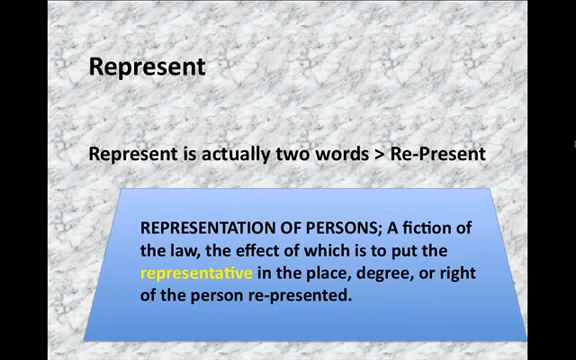 Represent
Represent is actually two words > Re-Present
REPRESENTATION OF PERSONS; A fiction of
the law, the effect of which is to put the
representative in the place, degree, or right
of the person re-presented.